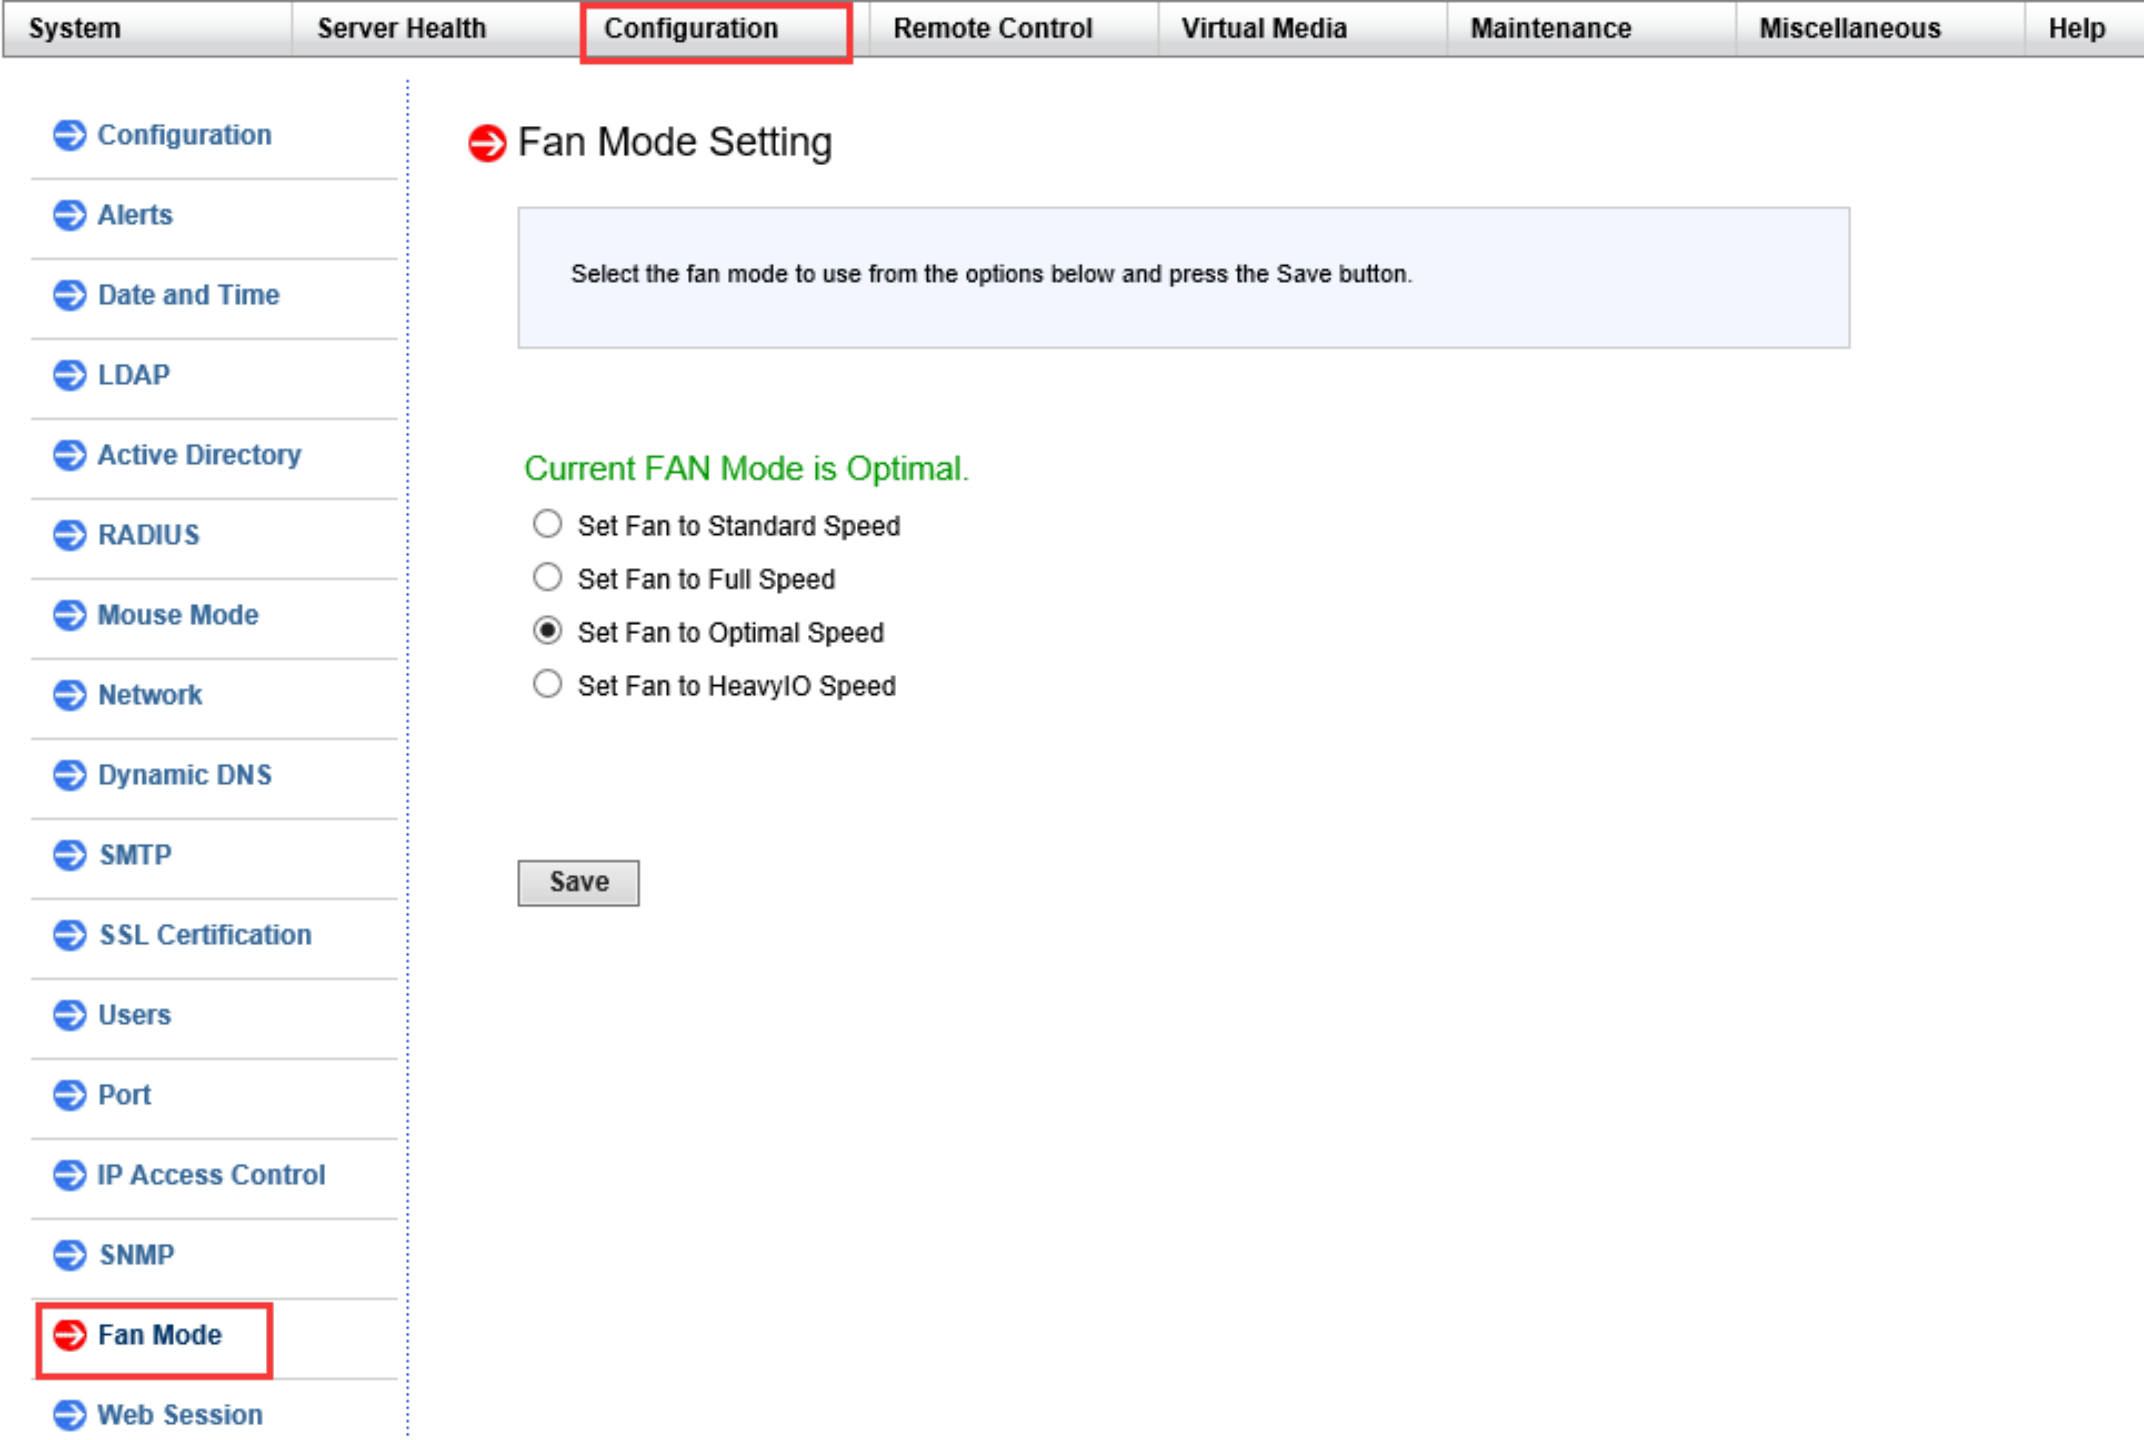 System Server Health Configuration Remote Control Virtual Media Maintenance Miscellaneous Help
Configuration
Alerts
Date and Time
LDAP
Active Directory
RADIUS
Mouse Mode
Network
Dynamic DNS
SMTP
SSL Certification
Users
Port
IP Access Control
SNMP
Fan Mode
Web Session
Fan Mode Setting
Select the fan mode to use from the options below and press the Save button.
Current FAN Mode is Optimal.
Set Fan to Standard Speed
Set Fan to Full Speed
Set Fan to Optimal Speed
Set Fan to HeavyIO Speed
Save